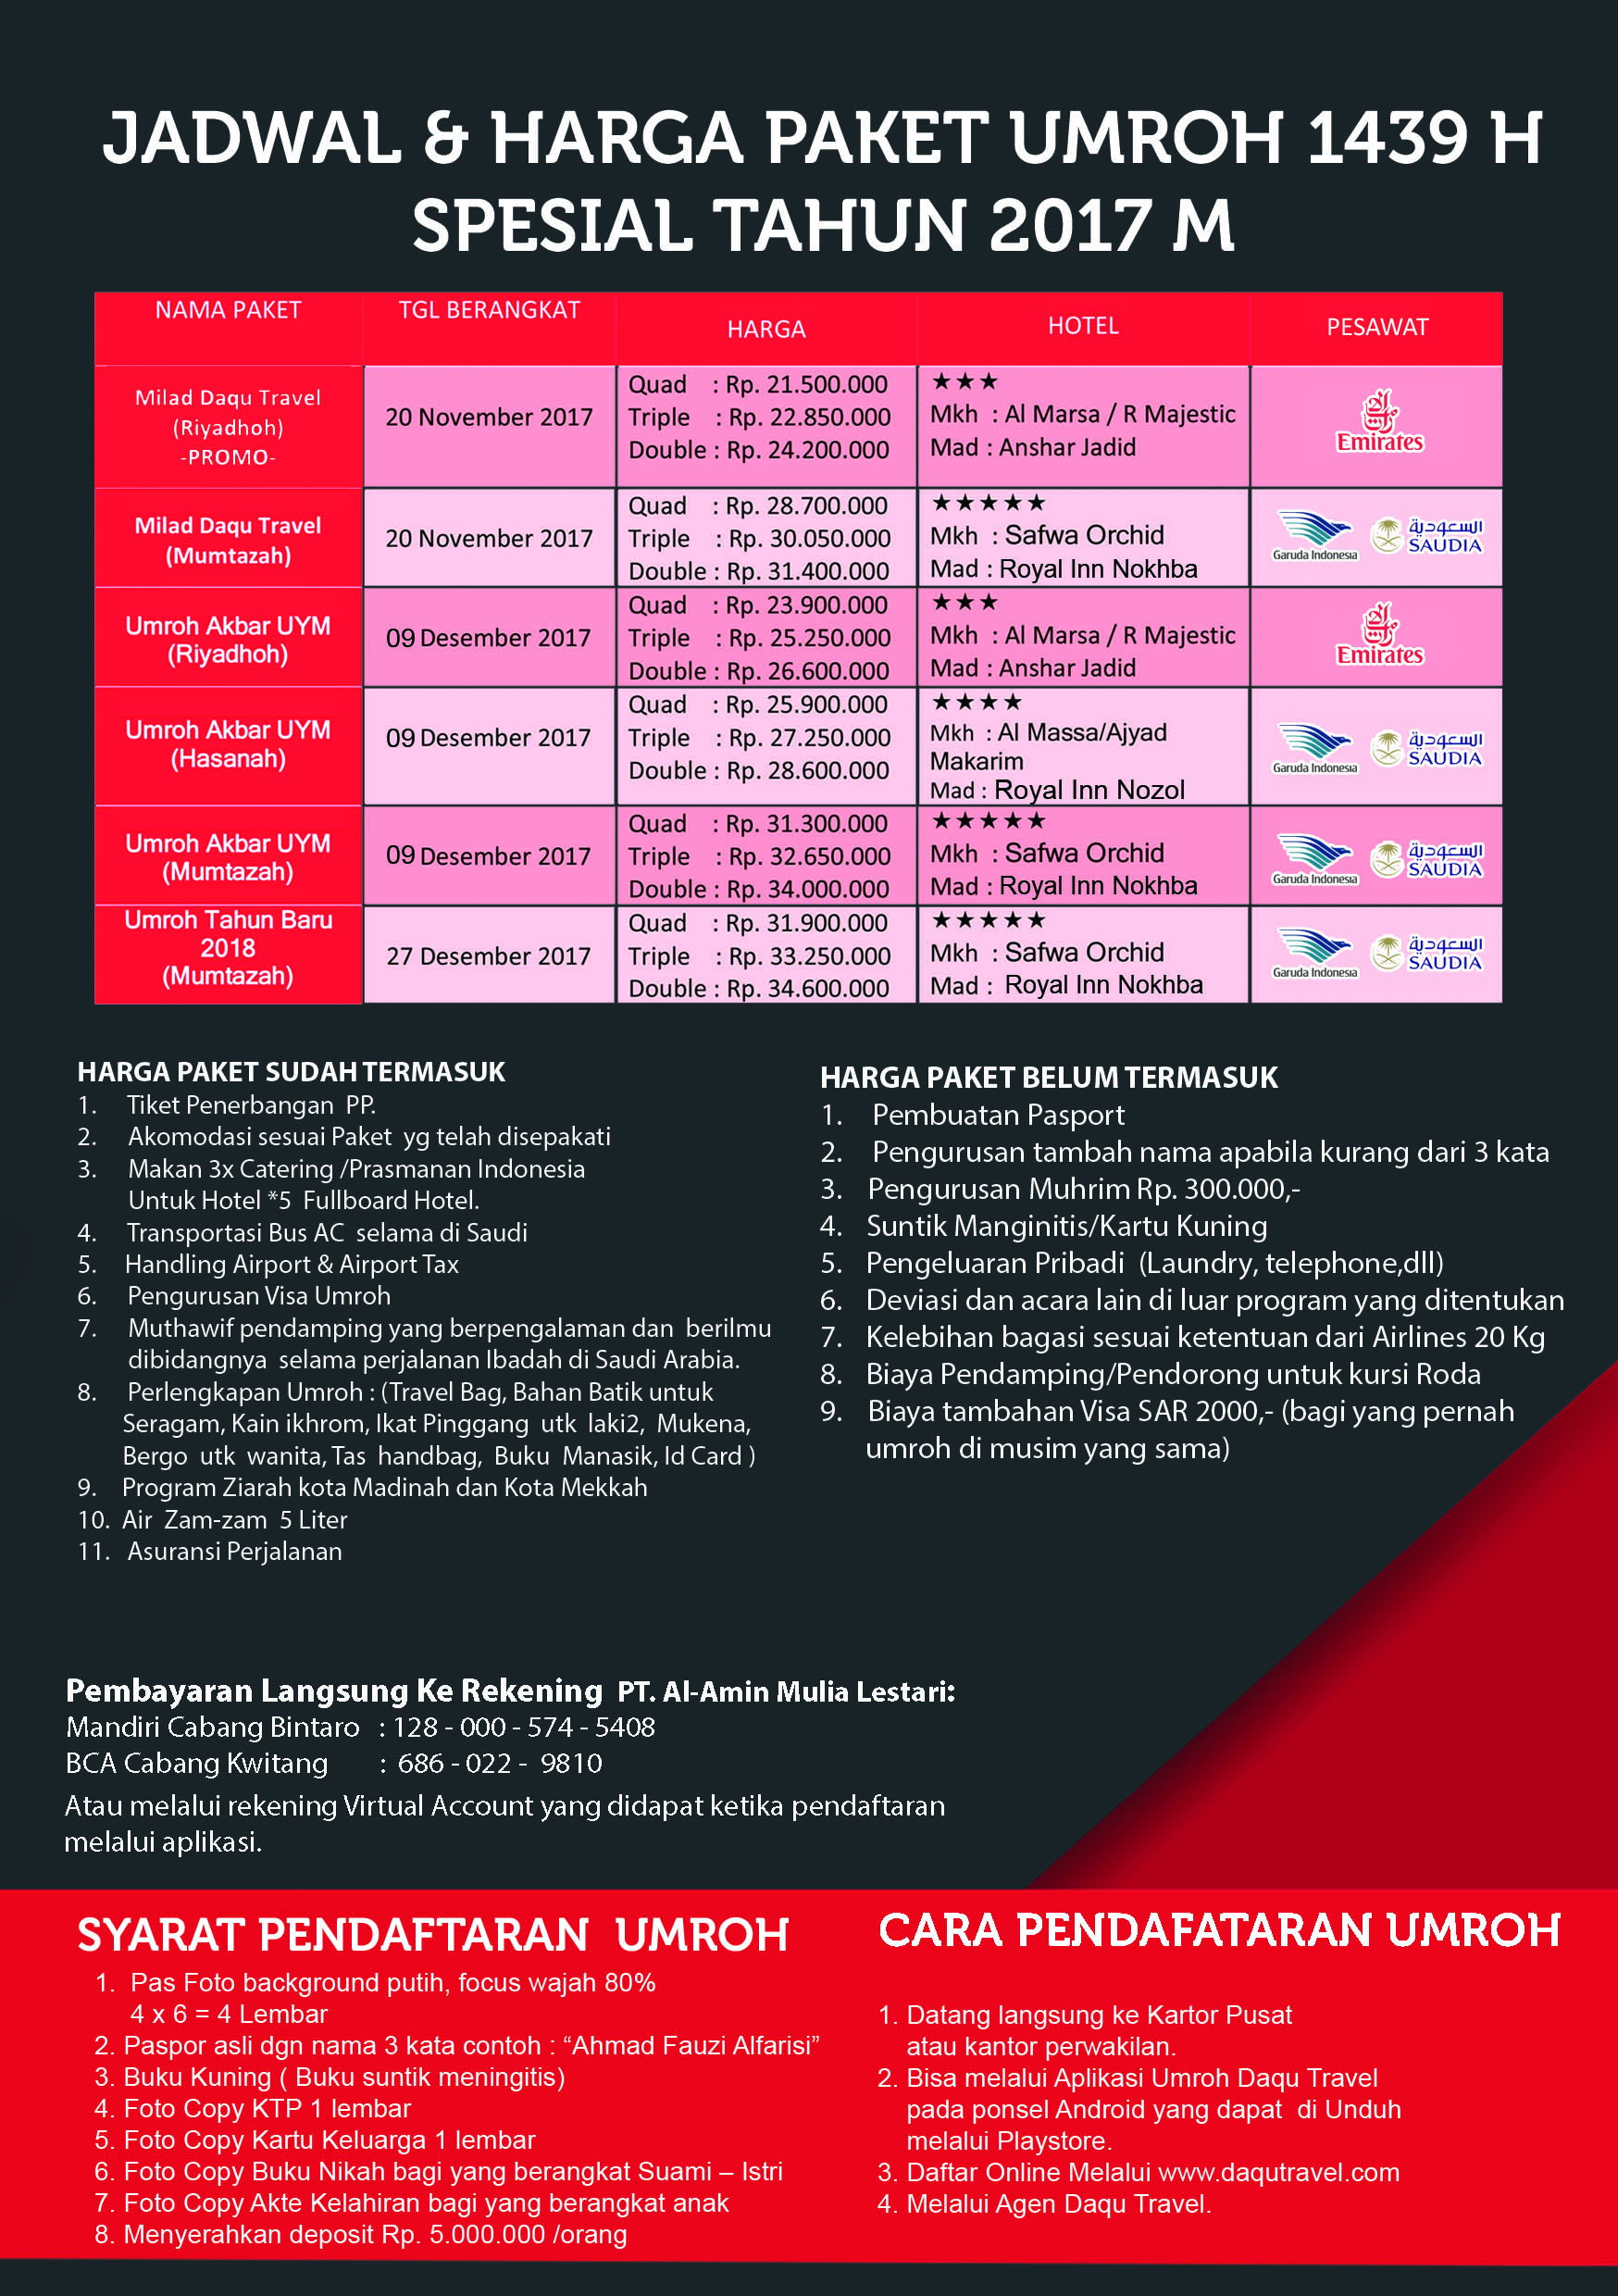 JADWAL & HARGA PAKET UMROH 1439 H
SPESIAL TAHUN 2017 M
NAMA PAKET
TGL BERANGKAT
HARGA
HOTEL
PESAWAT
Milad Daqu Travel
(Riyadhoh)
-PROMO-
20 November 2017
Quad : Rp. 21.500.000
Triple : Rp. 22.850.000
Double : Rp. 24.200.000
★★★
Mkh : Al Marsa / R Majestic
Mad : Anshar Jadid
Emirates
Milad Daqu Travel
(Mumtazah)
20 November 2017
Quad : Rp. 28.700.000
Triple : Rp. 30.050.000
Double : Rp. 31.400.000
★★★★★
Mkh : Safwa Orchid
Mad : Royal Inn Nokhba
Garuda Indonesia
السعودية
SAUDIA
Umroh Akbar UYM
(Riyadhoh)
09 Desember 2017
Quad : Rp. 23.900.000
Triple : Rp. 25.250.000
Double : Rp. 26.600.000
★★★
Mkh : Al Marsa / R Majestic
Mad : Anshar Jadid
Emirates
Umroh Akbar UYM
(Hasanah)
09 Desember 2017
Quad : Rp. 25.900.000
Triple : Rp. 27.250.000
Double : Rp. 28.600.000
★★★★
Mkh : Al Massa/Ajyad
Makarim
Mad : Royal Inn Nozol
Garuda Indonesia
السعودية
SAUDIA
Umroh Akbar UYM
(Mumtazah)
09 Desember 2017
Quad : Rp. 31.300.000
Triple : Rp. 32.650.000
Double : Rp. 34.000.000
★★★★★
Mkh : Safwa Orchid
Mad : Royal Inn Nokhba
Garuda Indonesia
السعودية
SAUDIA
Umroh Tahun Baru
2018
(Mumtazah)
27 Desember 2017
Quad : Rp. 31.900.000
Triple : Rp. 33.250.000
Double : Rp. 34.600.000
★★★★★
Mkh : Safwa Orchid
Mad : Royal Inn Nokhba
Garuda Indonesia
السعودية
SAUDIA
HARGA PAKET SUDAH TERMASUK
1. Tiket Penerbangan PP.
2. Akomodasi sesuai Paket yg telah disepakati
3. Makan 3x Catering /Prasmanan Indonesia
Untuk Hotel *5 Fullboard Hotel.
4. Transportasi Bus AC selama di Saudi
5. Handling Airport & Airport Tax
6. Pengurusan Visa Umroh
7. Muthawif pendamping yang berpengalaman dan berilmu
dibidangnya selama perjalanan Ibadah di Saudi Arabia.
8. Perlengkapan Umroh : (Travel Bag, Bahan Batik untuk
Seragam, Kain ikhrom, Ikat Pinggang utk laki2, Mukena,
Bergo utk wanita, Tas handbag, Buku Manasik, Id Card )
9. Program Ziarah kota Madinah dan Kota Mekkah
10. Air Zam-zam 5 Liter
11. Asuransi Perjalanan
HARGA PAKET BELUM TERMASUK
1. Pembuatan Pasport
2. Pengurusan tambah nama apabila kurang dari 3 kata
3. Pengurusan Muhrim Rp. 300.000,-
4. Suntik Manginitis/Kartu Kuning
5. Pengeluaran Pribadi (Laundry, telephone,dll)
6. Deviasi dan acara lain di luar program yang ditentukan
7. Kelebihan bagasi sesuai ketentuan dari Airlines 20 Kg
8. Biaya Pendamping/Pendorong untuk kursi Roda
9. Biaya tambahan Visa SAR 2000,- (bagi yang pernah
umroh di musim yang sama)
Pembayaran Langsung Ke Rekening PT. Al-Amin Mulia Lestari:
Mandiri Cabang Bintaro : 128 - 000 - 574 - 5408
BCA Cabang Kwitang : 686 - 022 - 9810
Atau melalui rekening Virtual Account yang didapat ketika pendaftaran
melalui aplikasi.
SYARAT PENDAFTARAN UMROH
1. Pas Foto background putih, focus wajah 80%
4 x 6 = 4 Lembar
2. Paspor asli dgn nama 3 kata contoh : “Ahmad Fauzi Alfarisi”
3. Buku Kuning ( Buku suntik meningitis)
4. Foto Copy KTP 1 lembar
5. Foto Copy Kartu Keluarga 1 lembar
6. Foto Copy Buku Nikah bagi yang berangkat Suami – Istri
7. Foto Copy Akte Kelahiran bagi yang berangkat anak
8. Menyerahkan deposit Rp. 5.000.000 /orang
CARA PENDAFATARAN UMROH
1. Datang langsung ke Kartor Pusat
atau kantor perwakilan.
2. Bisa melalui Aplikasi Umroh Daqu Travel
pada ponsel Android yang dapat di Unduh
melalui Playstore.
3. Daftar Online Melalui www.daqutravel.com
4. Melalui Agen Daqu Travel.